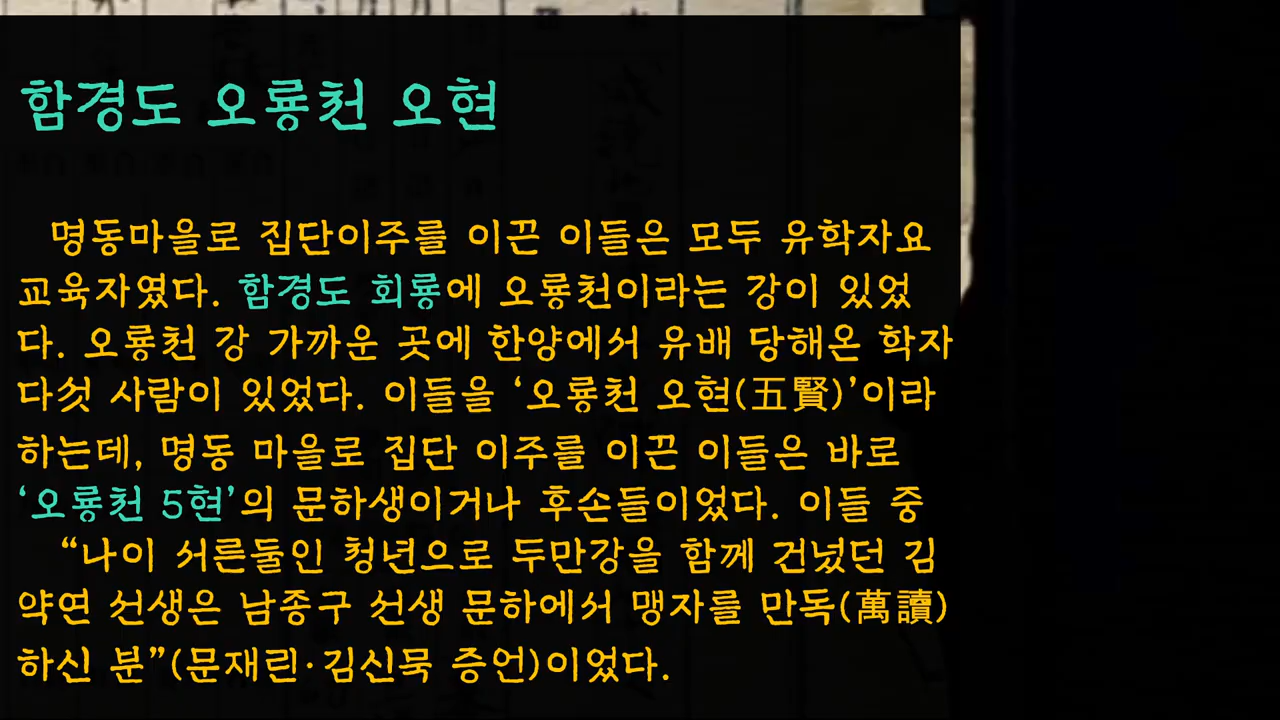 함경도 오룡천 오현
명동마을로 집단이주를 이끈 이들은 모두 유학자요
교육자였다. 함경도 회룡에 오룡천이라는 강이 있었
다. 오룡천 강 가까운 곳에 한양에서 유배 당해온 학자
다섯 사람이 있었다. 이들을 ‘오룡천 오현(五賢)’이라
하는데, 명동 마을로 집단 이주를 이끈 이들은 바로
‘오룡천 5현’의 문하생이거나 후손들이었다. 이들 중
“나이 서른둘인 청년으로 두만강을 함께 건넜던 김
약연 선생은 남종구 선생 문하에서 맹자를 만독(萬讀)
하신 분”(문재린·김신묵 증언)이었다.